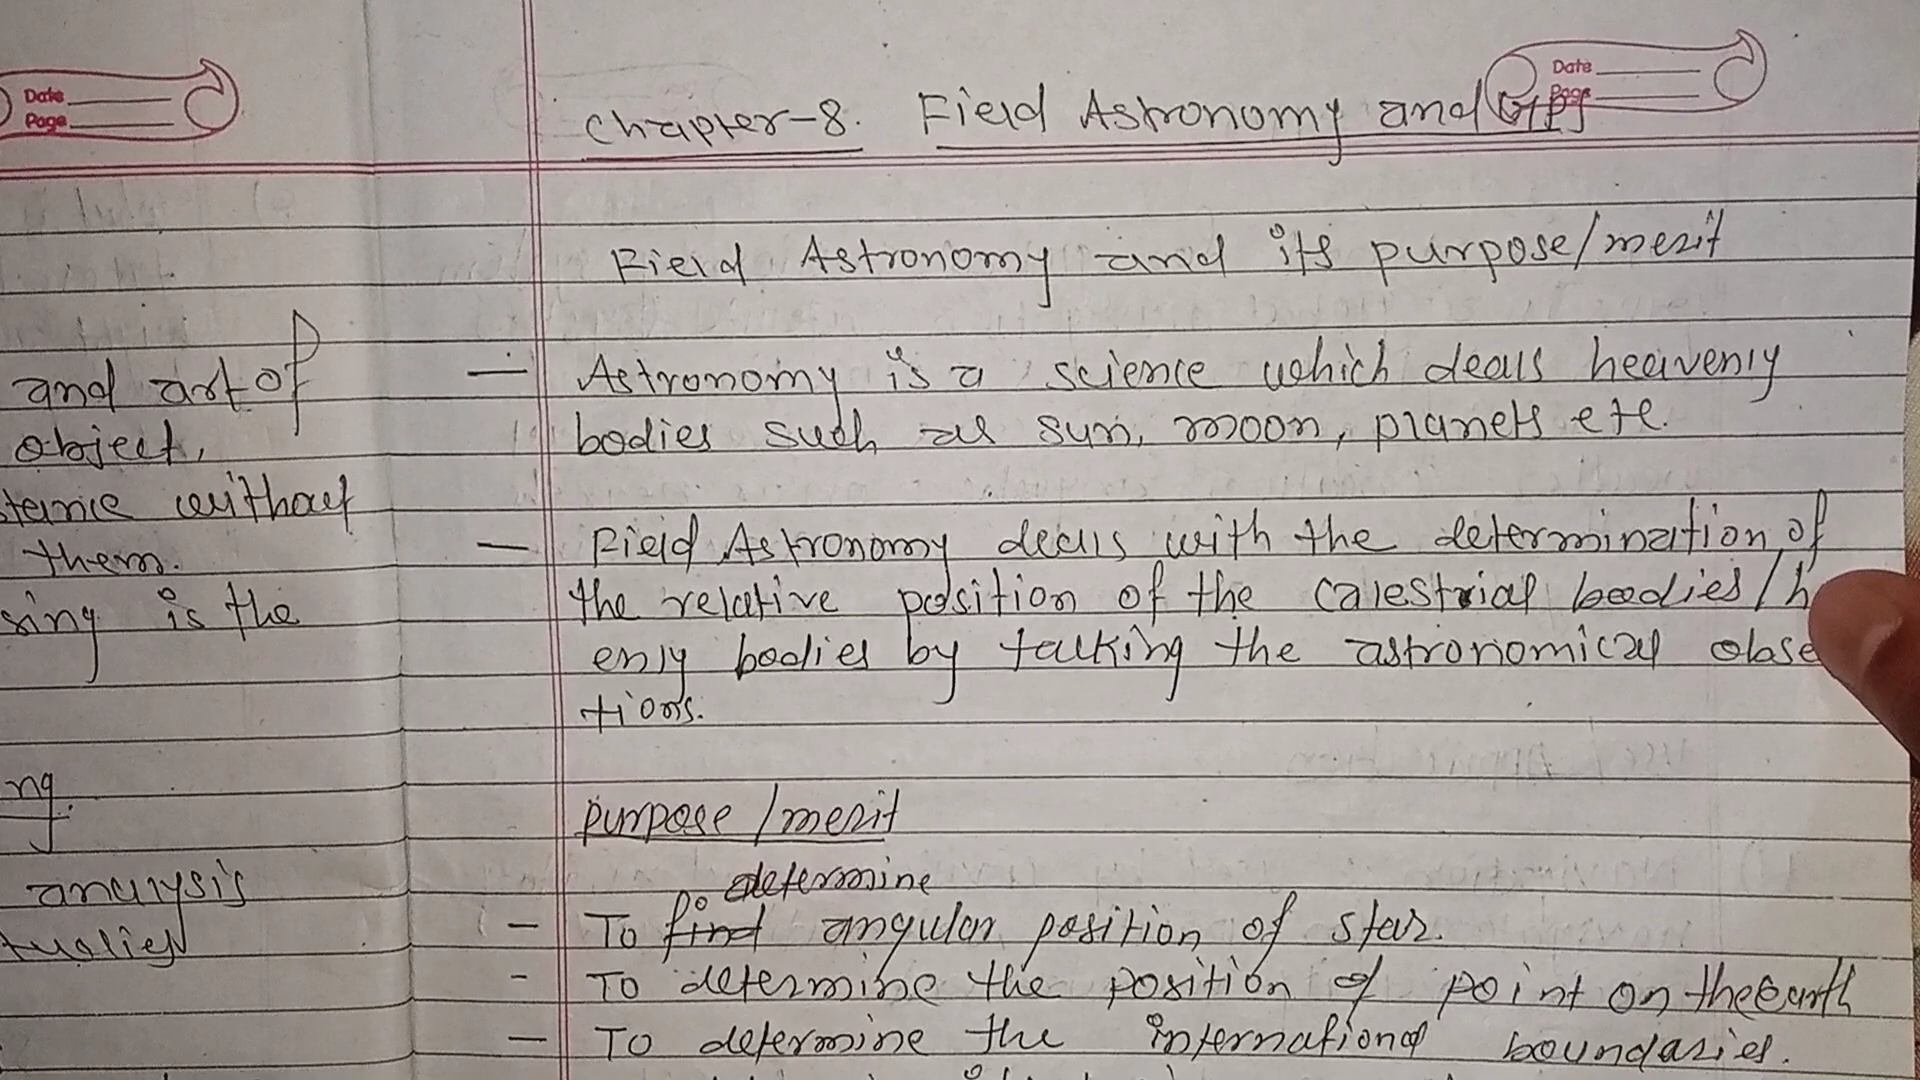 Date
Page
and art of
object,
without
them.
is the
ng.
analysis
Date
Page
Chapter-8. Field Astronomy and GPS
Field Astronomy and its purpose/merit
— Astronomy is a science which deals heavenly
bodies such as sun, moon, planets etc.
— Field Astronomy deals with the determination of
the relative position of the calestrial boodies/h
enly bodies by taking the astronomical obse
tions.
purpose/merit
determine
- To find angular position of star.
- To determine the position of point on the Earth
- To determine the international boundaries.